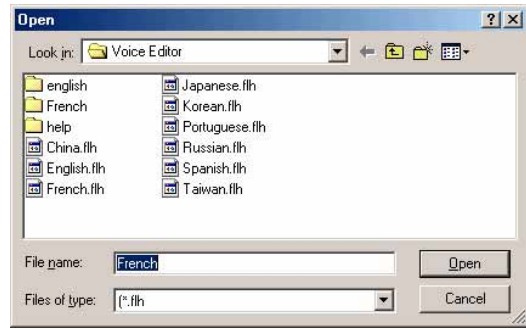 Open
Look in: Voice Editor
english
French
help
China.flh
English.flh
French.flh
Japanese.flh
Korean.flh
Portuguese.flh
Russian.flh
Spanish.flh
Taiwan.flh
File name: French Open
Files of type: (*.flh Cancel